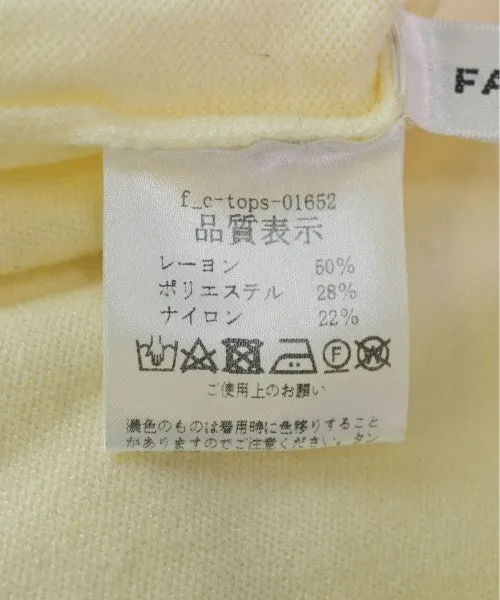 FA
f_c-tops-01652
品質表示
レーヨン 50%
ポリエステル 28%
ナイロン 22%
F W
ご使用上のお願い
濃色のものは着用時に色移りすること
がありますのでご注意ください。タン